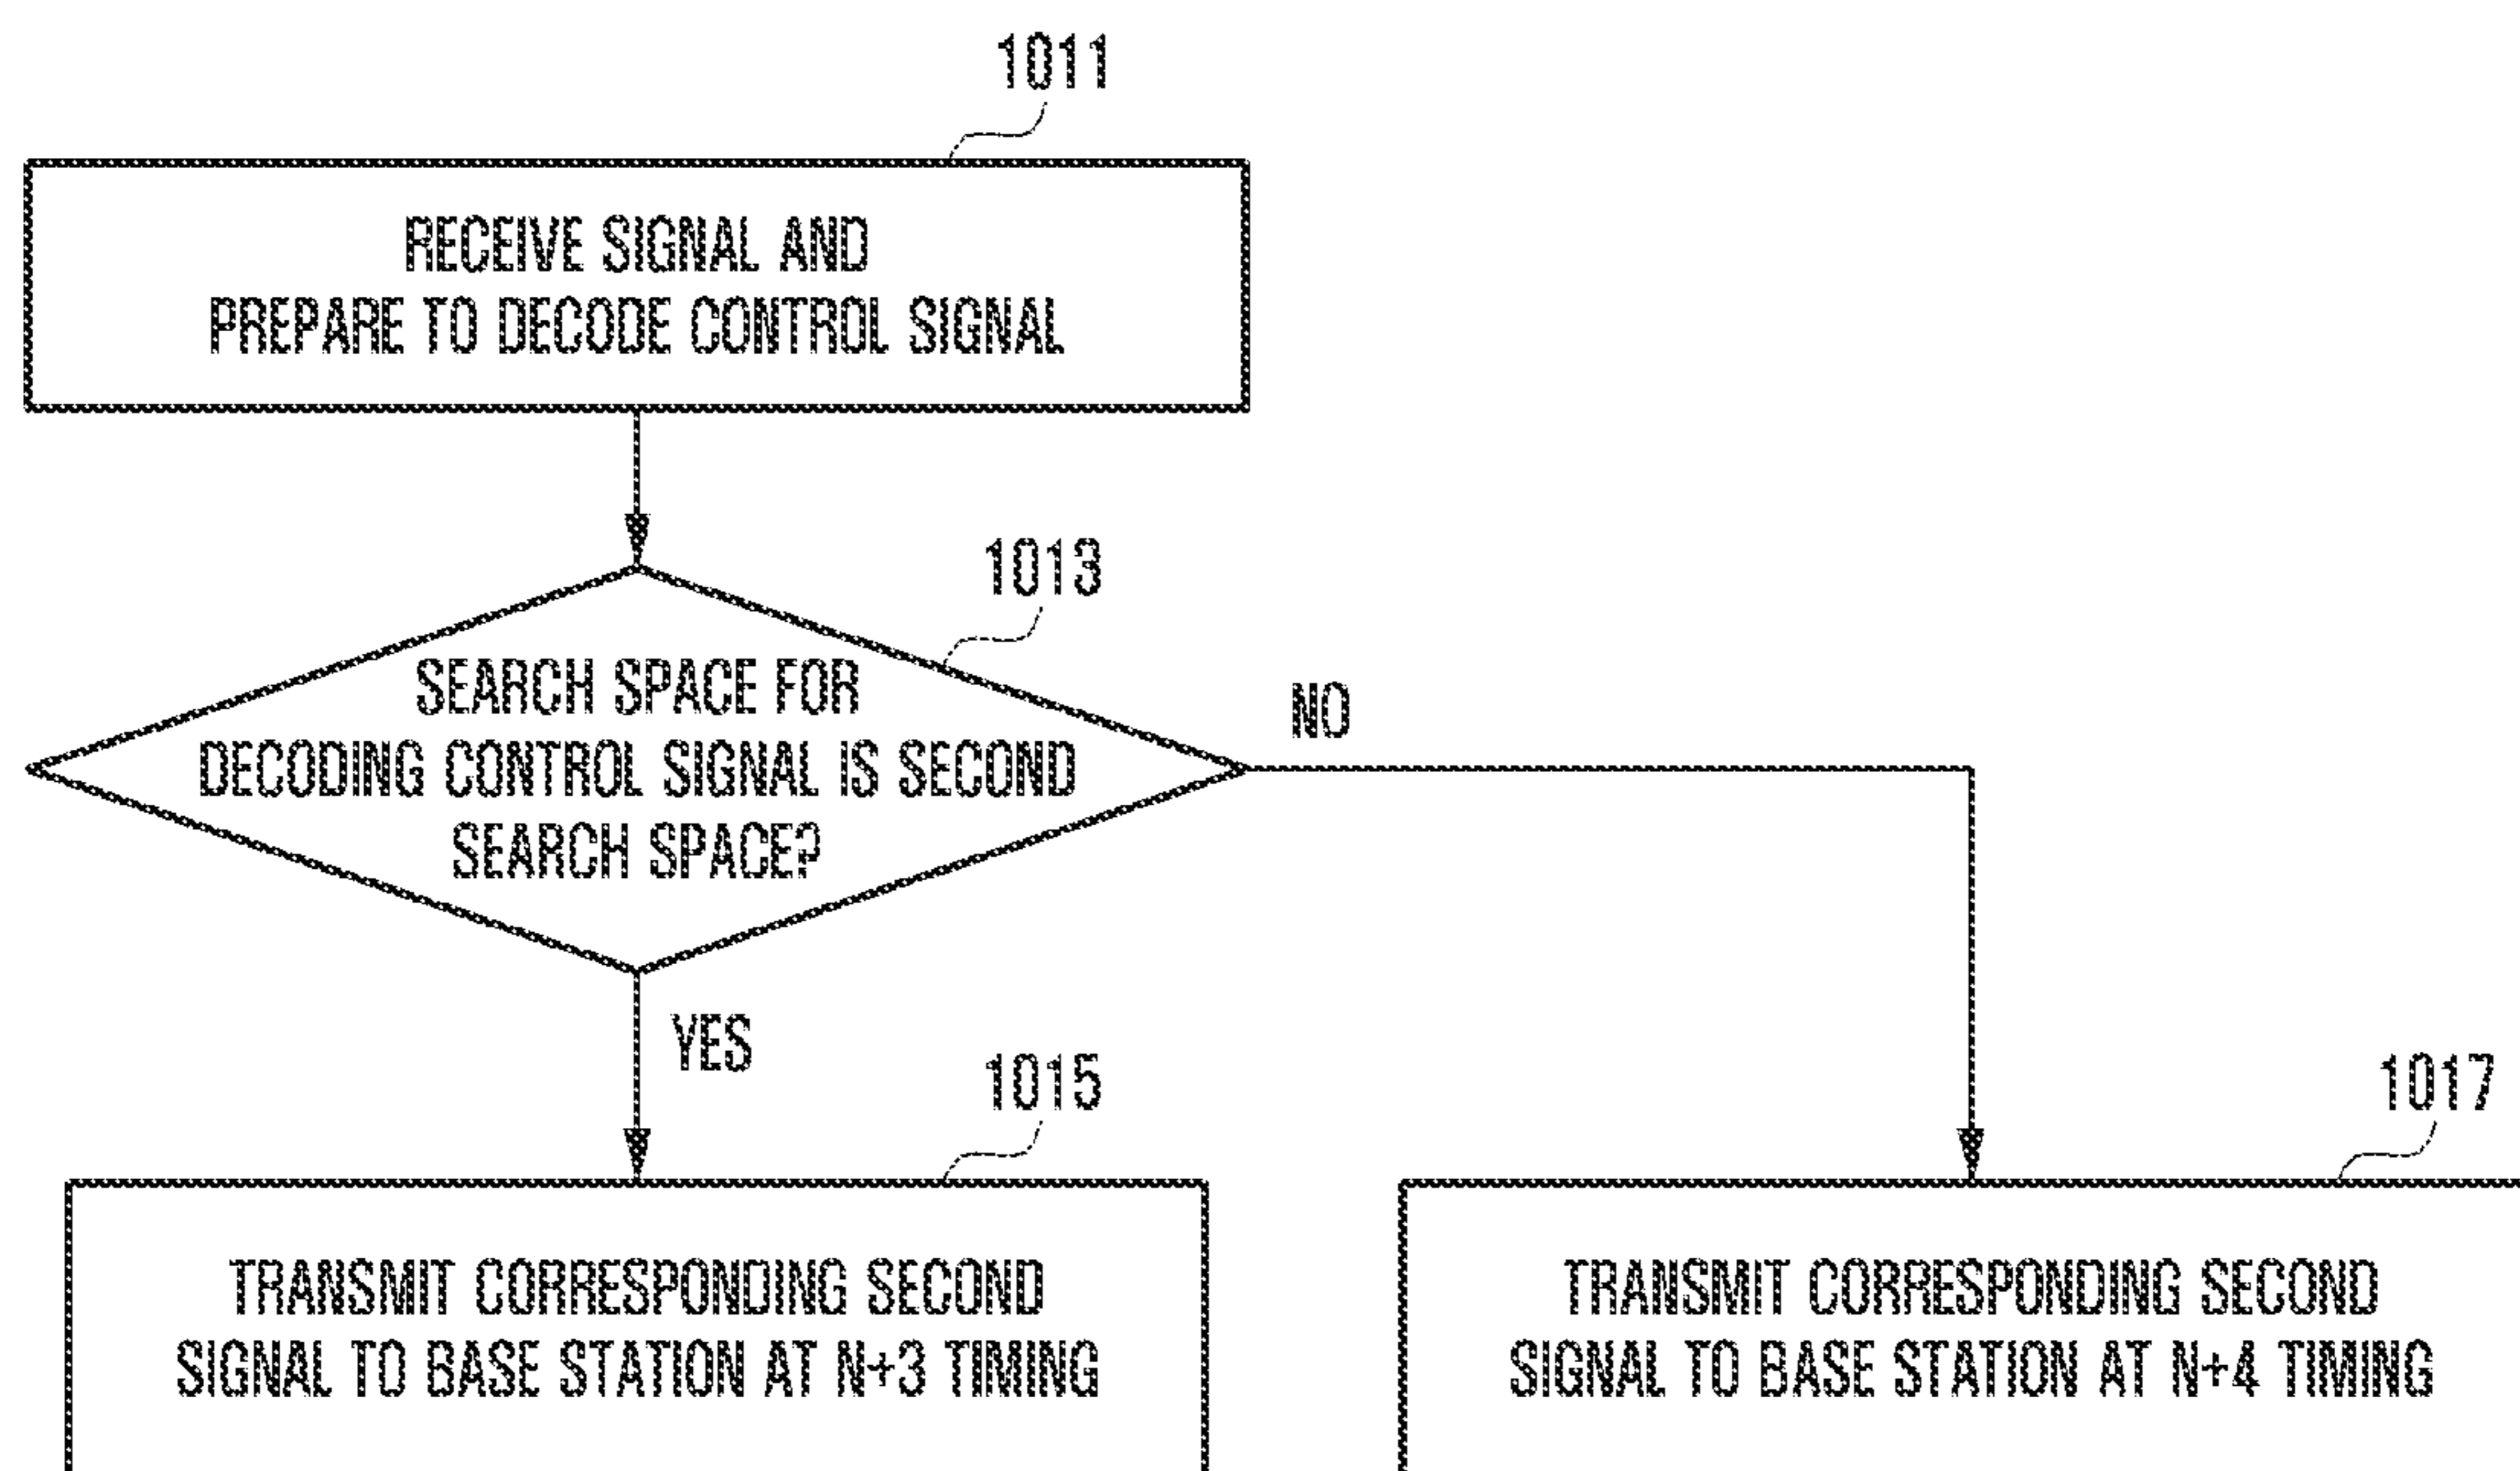 1011
RECEIVE SIGNAL AND
PREPARE TO DECODE CONTROL SIGNAL
1013
SEARCH SPACE FOR
DECODING CONTROL SIGNAL IS SECOND
SEARCH SPACE?
NO
YES
1015
1017
TRANSMIT CORRESPONDING SECOND
SIGNAL TO BASE STATION AT N+3 TIMING
TRANSMIT CORRESPONDING SECOND
SIGNAL TO BASE STATION AT N+4 TIMING